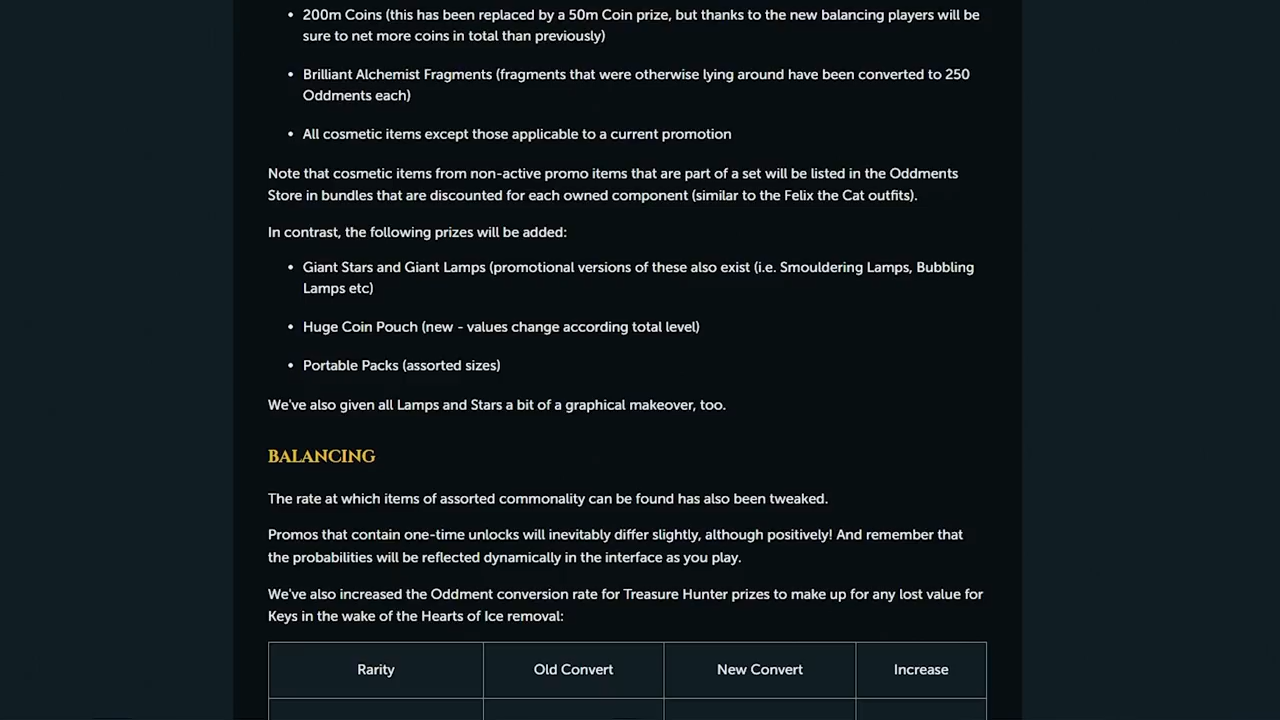 • 200m Coins (this has been replaced by a 50m Coin prize, but thanks to the new balancing players will be
sure to net more coins in total than previously)
• Brilliant Alchemist Fragments (fragments that were otherwise lying around have been converted to 250
Oddments each)
• All cosmetic items except those applicable to a current promotion
Note that cosmetic items from non-active promo items that are part of a set will be listed in the Oddments
Store in bundles that are discounted for each owned component (similar to the Felix the Cat outfits).
In contrast, the following prizes will be added:
• Giant Stars and Giant Lamps (promotional versions of these also exist (i.e. Smouldering Lamps, Bubbling
Lamps etc)
• Huge Coin Pouch (new - values change according total level)
• Portable Packs (assorted sizes)
We've also given all Lamps and Stars a bit of a graphical makeover, too.
BALANCING
The rate at which items of assorted commonality can be found has also been tweaked.
Promos that contain one-time unlocks will inevitably differ slightly, although positively! And remember that
the probabilities will be reflected dynamically in the interface as you play.
We've also increased the Oddment conversion rate for Treasure Hunter prizes to make up for any lost value for
Keys in the wake of the Hearts of Ice removal:
Rarity Old Convert New Convert Increase